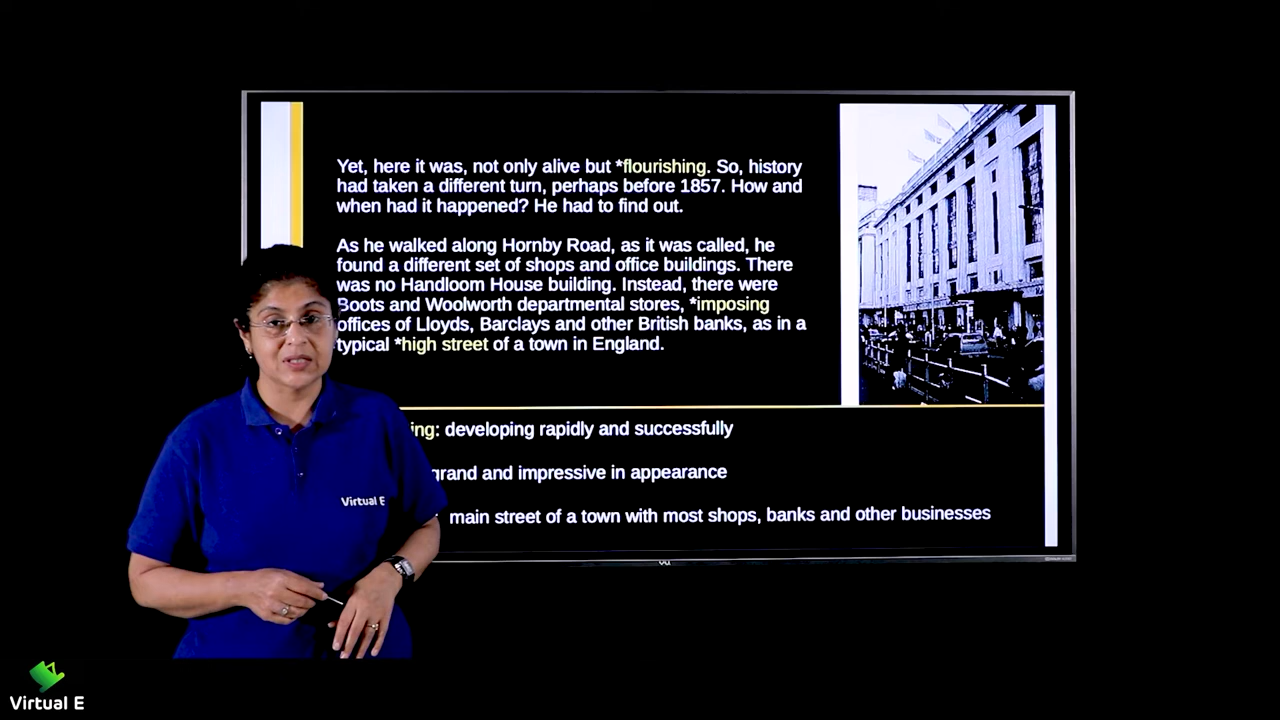 Yet, here it was, not only alive but *flourishing. So, history
had taken a different turn, perhaps before 1857. How and
when had it happened? He had to find out.
As he walked along Hornby Road, as it was called, he
found a different set of shops and office buildings. There
was no Handloom House building. Instead, there were
Boots and Woolworth departmental stores, *imposing
offices of Lloyds, Barclays and other British banks, as in a
typical *high street of a town in England.
ing: developing rapidly and successfully
grand and impressive in appearance
main street of a town with most shops, banks and other businesses
Virtual E
Virtual E